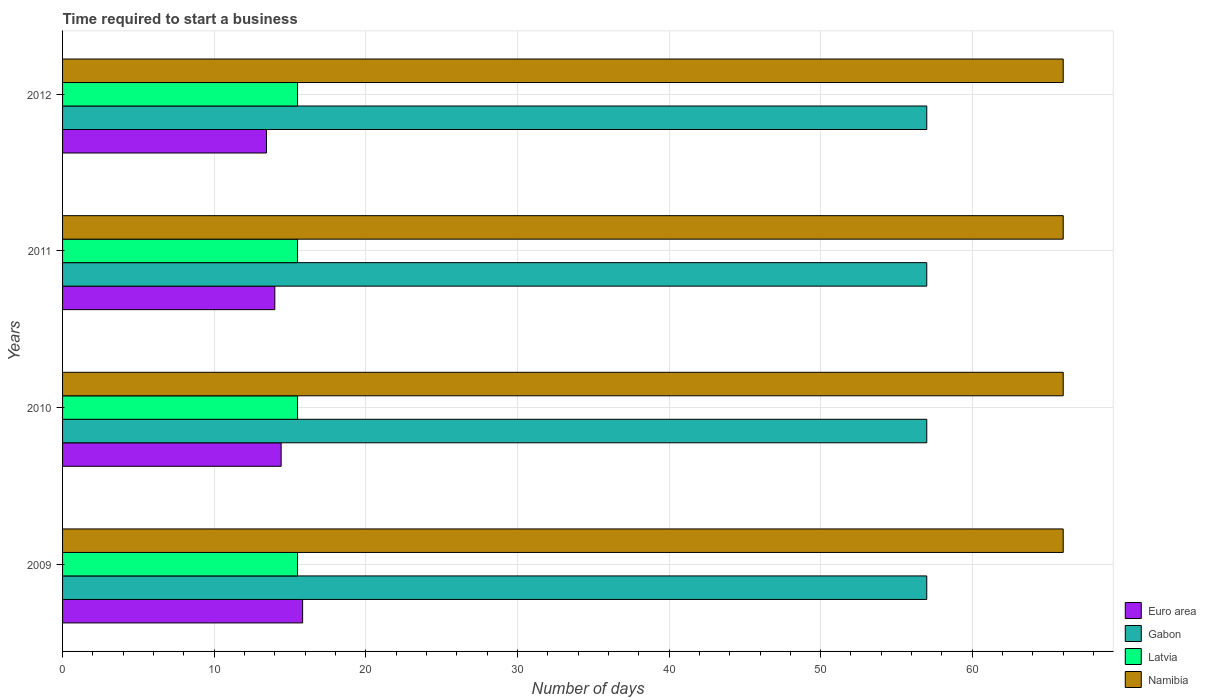 Time required to start a business
2012
2011
2010
2009
Years
10
20
30
40
50
60
Number of days
Euro area
Gabon
Latvia
Namibia